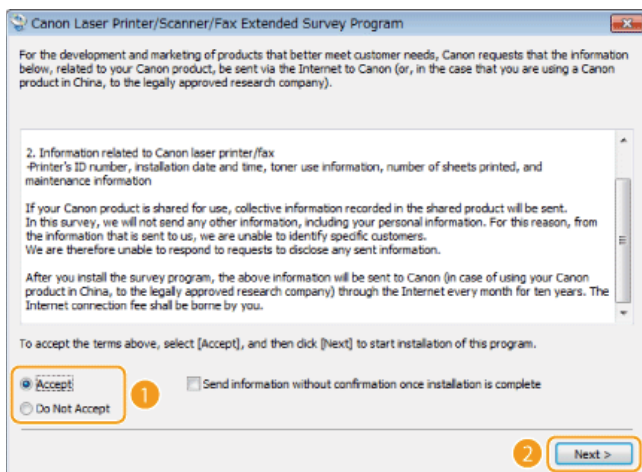 Canon Laser Printer/Scanner/Fax Extended Survey Program
For the development and marketing of products that better meet customer needs, Canon requests that the information
below, related to your Canon product, be sent via the Internet to Canon (or, in the case that you are using a Canon
product in China, to the legally approved research company).
2. Information related to Canon laser printer/fax
-Printer's ID number, installation date and time, toner use information, number of sheets printed, and
maintenance information
If your Canon product is shared for use, collective information recorded in the shared product will be sent.
In this survey, we will not send any other information, including your personal information. For this reason, from
the information that is sent to us, we are unable to identify specific customers.
We are therefore unable to respond to requests to disclose any sent information.
After you install the survey program, the above information will be sent to Canon (in case of using your Canon
product in China, to the legally approved research company) through the Internet every month for ten years. The
Internet connection fee shall be borne by you.
To accept the terms above, select [Accept], and then click [Next] to start installation of this program.
Accept
Send information without confirmation once installation is complete
Do Not Accept
1
2
Next >